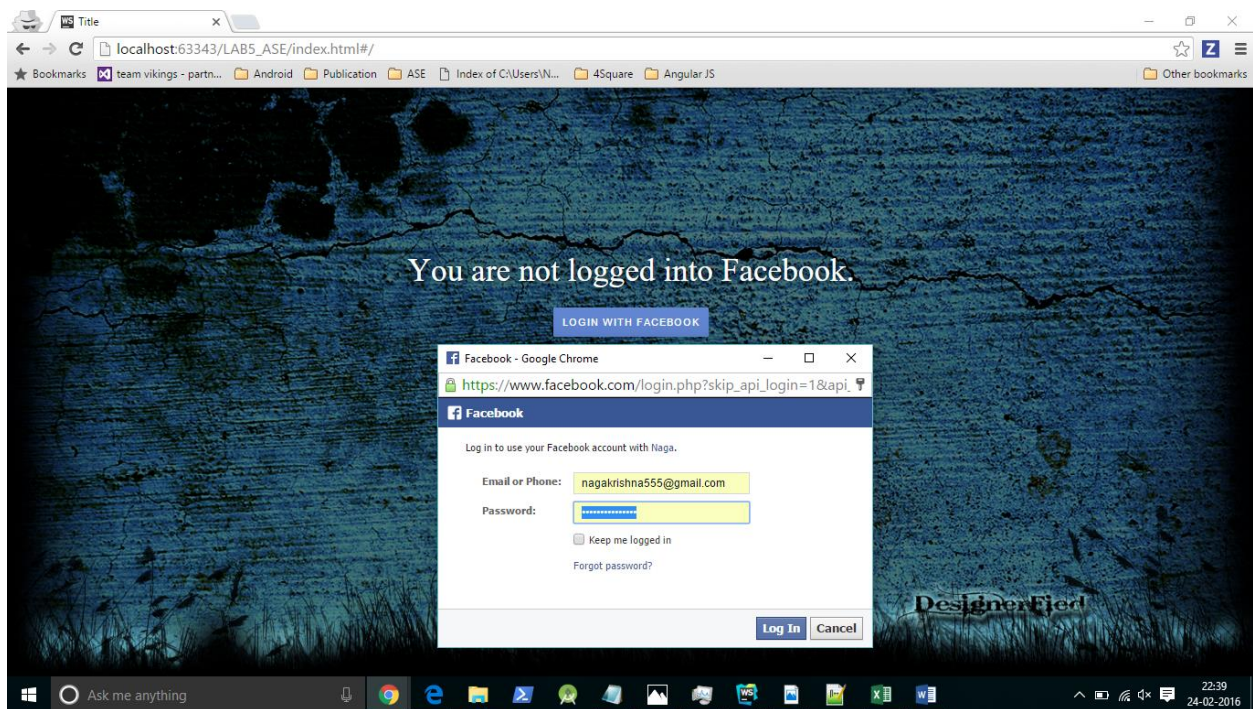 Title
localhost:63343/LAB5_ASE/index.html#/
Z
Bookmarks team vikings - partn... Android Publication ASE Index of C:\Users\N... 4Square Angular JS Other bookmarks
You are not logged into Facebook.
LOGIN WITH FACEBOOK
Facebook - Google Chrome
https://www.facebook.com/login.php?skip_api_login=1&api_
Facebook
Log in to use your Facebook account with Naga.
Email or Phone: nagakrishna555@gmail.com
Password:
Keep me logged in
Forgot password?
Log In Cancel
DesignerFied
Ask me anything
22:39
24-02-2016